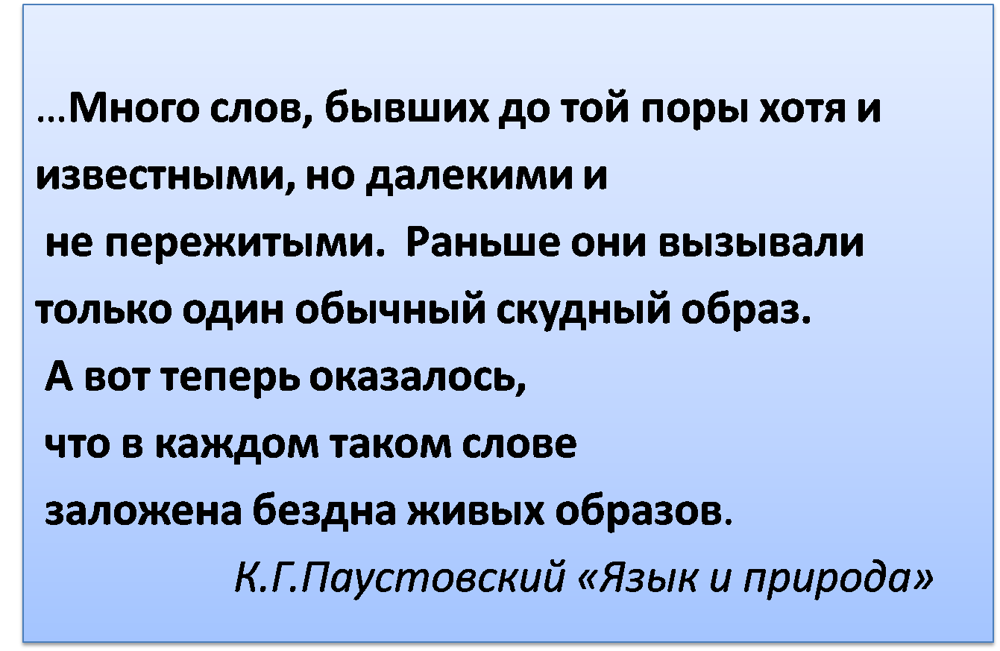 …Много слов, бывших до той поры хотя и
известными, но далекими и
не пережитыми.  Раньше они вызывали
только один обычный скудный образ.
А вот теперь оказалось,
что в каждом таком слове
заложена бездна живых образов.
К.Г.Паустовский «Язык и природа»